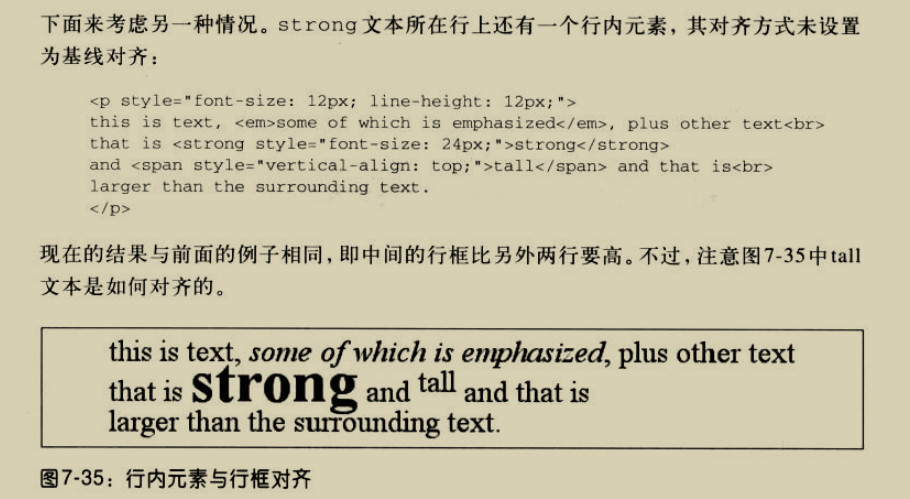 下面来考虑另一种情况。strong文本所在行上还有一个行内元素，其对齐方式未设置
为基线对齐：
<p style="font-size: 12px; line-height: 12px;">
this is text, <em>some of which is emphasized</em>, plus other text<br>
that is <strong style="font-size: 24px;">strong</strong>
and <span style="vertical-align: top;">tall</span> and that is<br>
larger than the surrounding text.
</p>
现在的结果与前面的例子相同，即中间的行框比另外两行要高。不过，注意图7-35中tall
文本是如何对齐的。
this is text, some of which is emphasized, plus other text
that is strong and tall and that is
larger than the surrounding text.
图7-35：行内元素与行框对齐